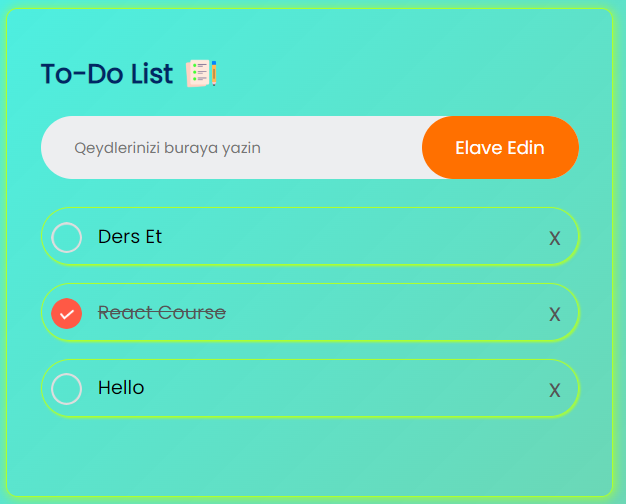 To-Do List
Qeydlerinizi buraya yazin
Elave Edin
Ders Et
X
React Course
X
Hello
X